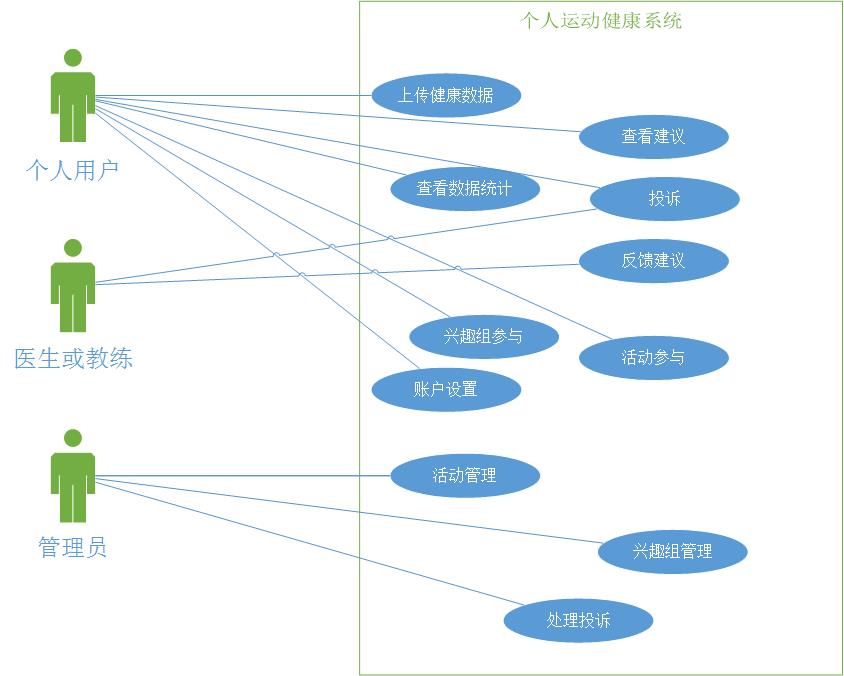 个人运动健康系统
上传健康数据
查看建议
个人用户
查看数据统计
投诉
反馈建议
医生或教练
兴趣组参与
活动参与
账户设置
活动管理
管理员
兴趣组管理
处理投诉